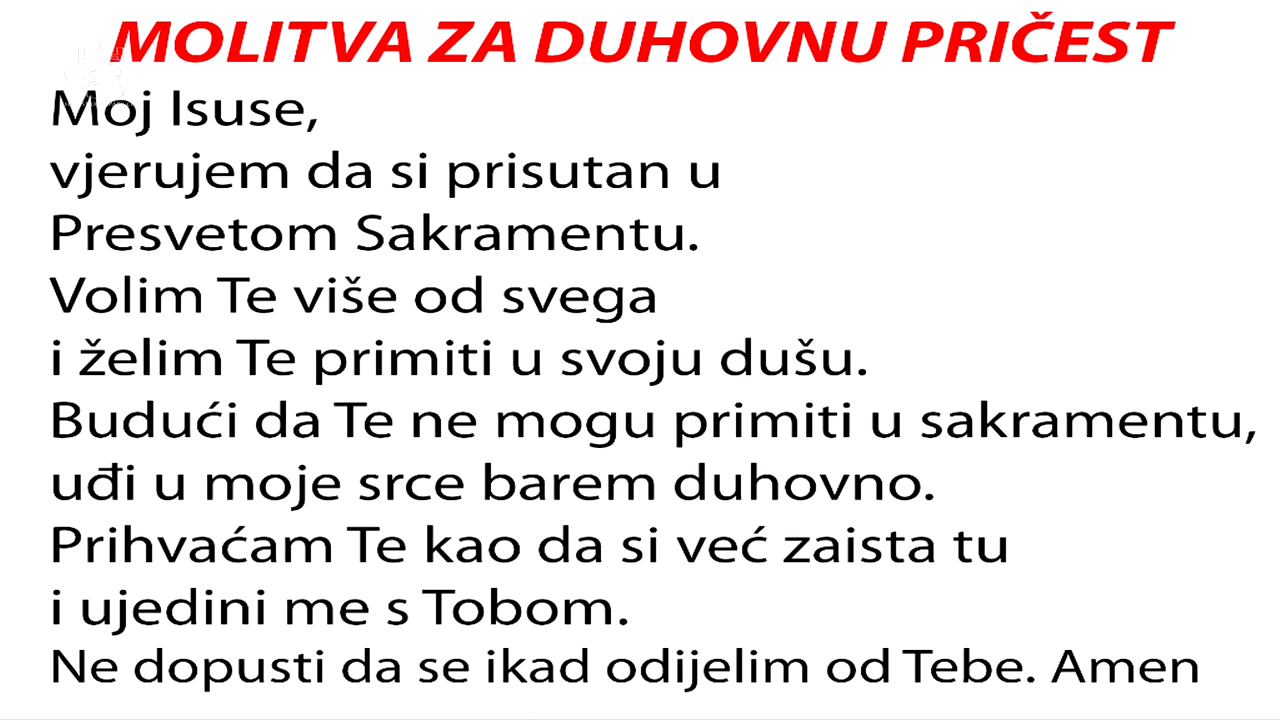 MOLITVA ZA DUHOVNU PRIČEST
Moj Isuse,
vjerujem da si prisutan u
Presvetom Sakramentu.
Volim Te više od svega
i želim Te primiti u svoju dušu.
Budući da Te ne mogu primiti u sakramentu,
uđi u moje srce barem duhovno.
Prihvaćam Te kao da si već zaista tu
i ujedini me s Tobom.
Ne dopusti da se ikad odijelim od Tebe. Amen